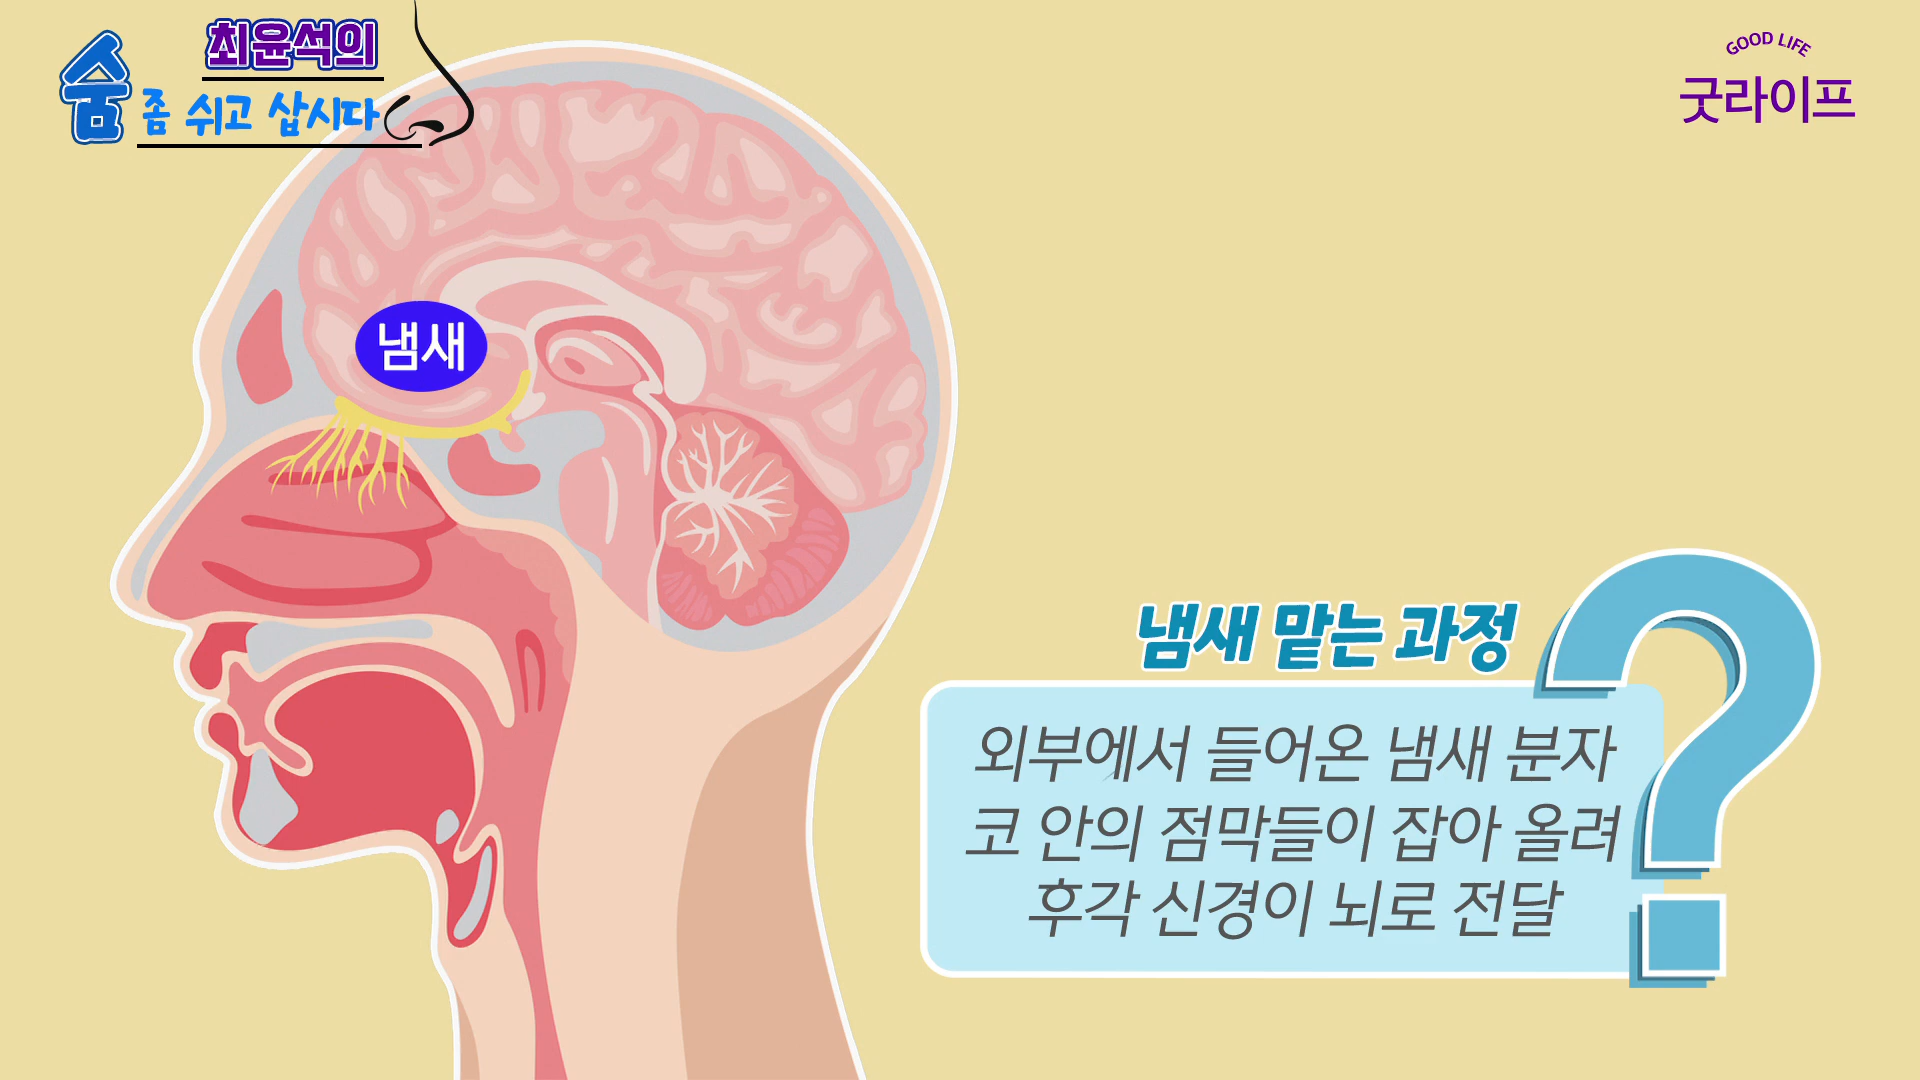 최윤석의
숨 좀 쉬고 삽시다
GOOD LIFE
굿라이프
냄새
냄새 맡는 과정
외부에서 들어온 냄새 분자
코 안의 점막들이 잡아 올려
후각 신경이 뇌로 전달
?